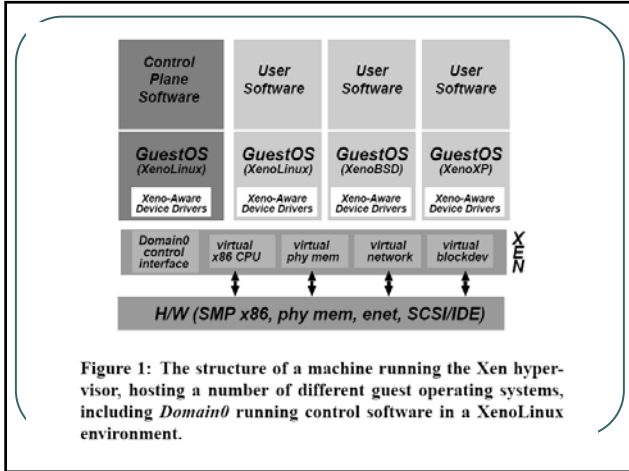 Control
Plane
Software
User
Software
User
Software
User
Software
GuestOS
(XenoLinux)
Xeno-Aware
Device Drivers
GuestOS
(XenoLinux)
Xeno-Aware
Device Drivers
GuestOS
(XenoBSD)
Xeno-Aware
Device Drivers
GuestOS
(XenoXP)
Xeno-Aware
Device Drivers
Domain0
control
interface
virtual
x86 CPU
virtual
phy mem
virtual
network
virtual
blockdev
XEN
H/W (SMP x86, phy mem, enet, SCSI/IDE)
Figure 1: The structure of a machine running the Xen hyper-
visor, hosting a number of different guest operating systems,
including Domain0 running control software in a XenoLinux
environment.